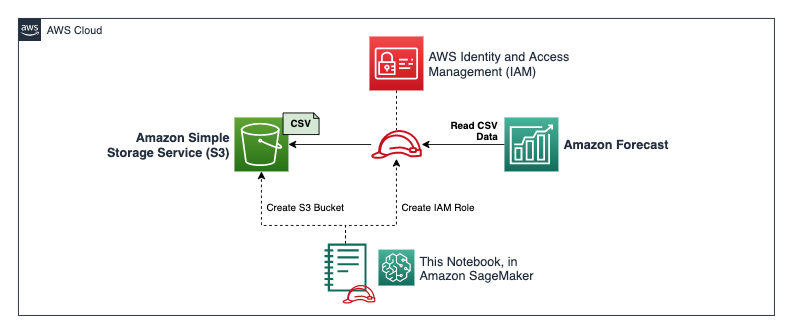 aws
AWS Cloud
AWS Identity and Access
Management (IAM)
CSV
Amazon Simple
Storage Service (S3)
Read CSV
Data
Amazon Forecast
Create S3 Bucket
Create IAM Role
This Notebook, in
Amazon SageMaker